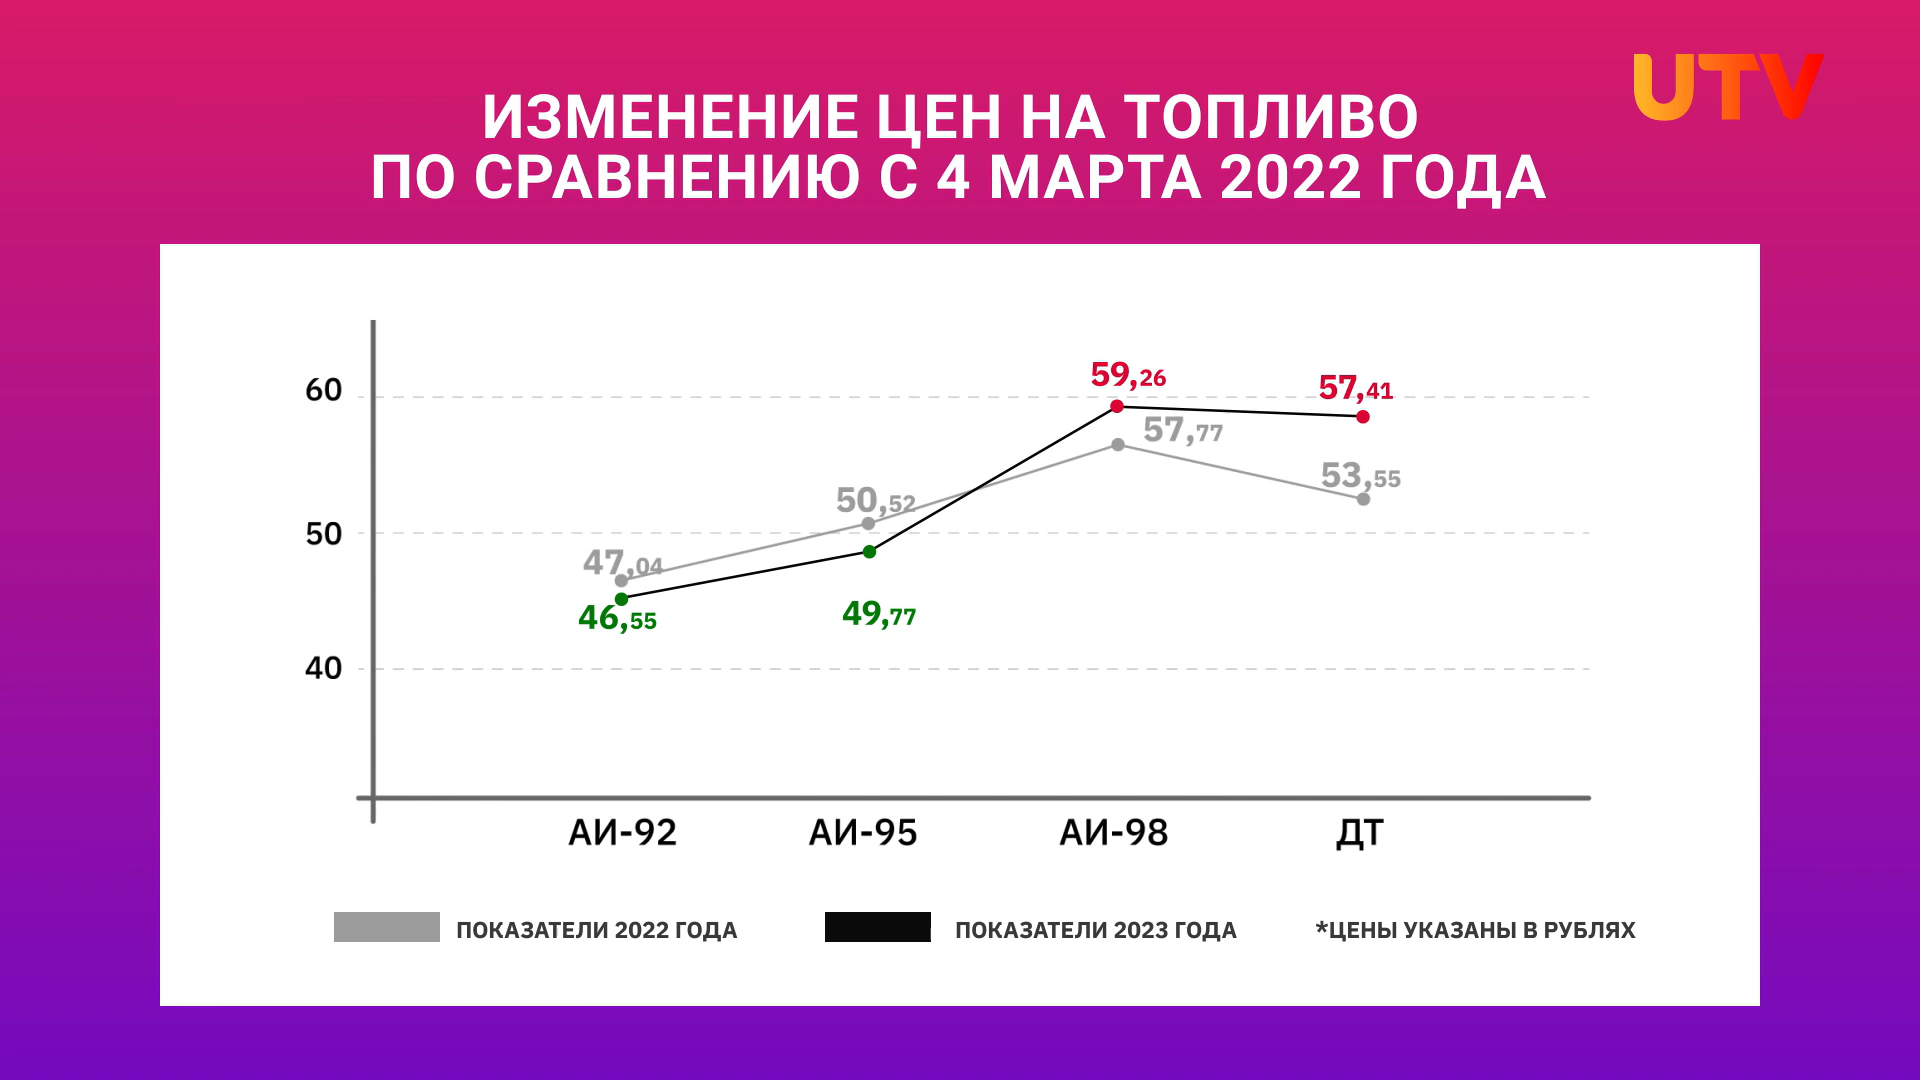 UTV
ИЗМЕНЕНИЕ ЦЕН НА ТОПЛИВО
ПО СРАВНЕНИЮ С 4 МАРТА 2022 ГОДА
60
50
40
47,04
46,55
50,52
49,77
59,26
57,77
57,41
53,55
АИ-92
АИ-95
АИ-98
ДТ
ПОКАЗАТЕЛИ 2022 ГОДА
ПОКАЗАТЕЛИ 2023 ГОДА
*ЦЕНЫ УКАЗАНЫ В РУБЛЯХ